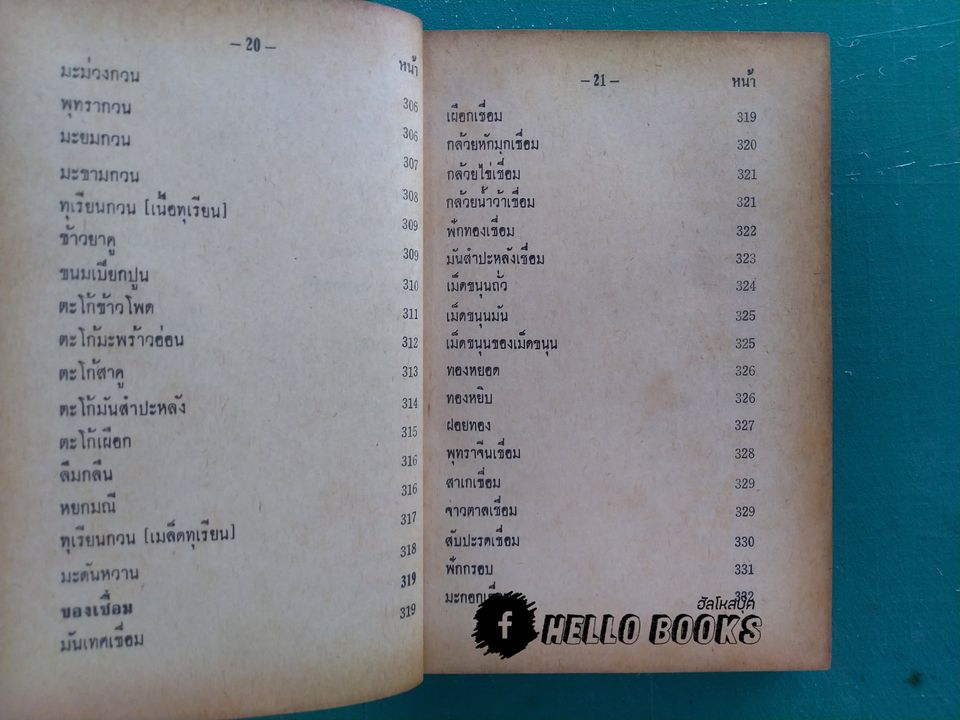 – 20 –
หน้า
มะม่วงกวน 306
พุทรากวน 306
มะยมกวน 307
มะขามกวน 308
ทุเรียนกวน [เนื้อทุเรียน] 309
ข้าวยาคู 309
ขนมเปียกปูน 310
ตะโก้ข้าวโพด 311
ตะโก้มะพร้าวอ่อน 312
ตะโก้สาคู 313
ตะโก้มันสำปะหลัง 314
ตะโก้เผือก 315
ลืมกลืน 316
หยกมณี 316
ทุเรียนกวน [เมล็ดทุเรียน] 317
มะดันหวาน 318
ของเชื่อม 319
มันเทศเชื่อม 319
– 21 –
หน้า
เผือกเชื่อม 319
กล้วยหักมุกเชื่อม 320
กล้วยไข่เชื่อม 321
กล้วยน้ำว้าเชื่อม 321
ฟักทองเชื่อม 322
มันสำปะหลังเชื่อม 323
เม็ดขนุนถั่ว 324
เม็ดขนุนมัน 325
เม็ดขนุนของเม็ดขนุน 325
ทองหยอด 326
ทองหยิบ 326
ฝอยทอง 327
พุทราจีนเชื่อม 328
สาเกเชื่อม 329
จาวตาลเชื่อม 329
สับปะรดเชื่อม 330
ฟักกรอบ 331
มะกอก 332
ฮัลโหลบุ๊ค
f HELLO BOOKS